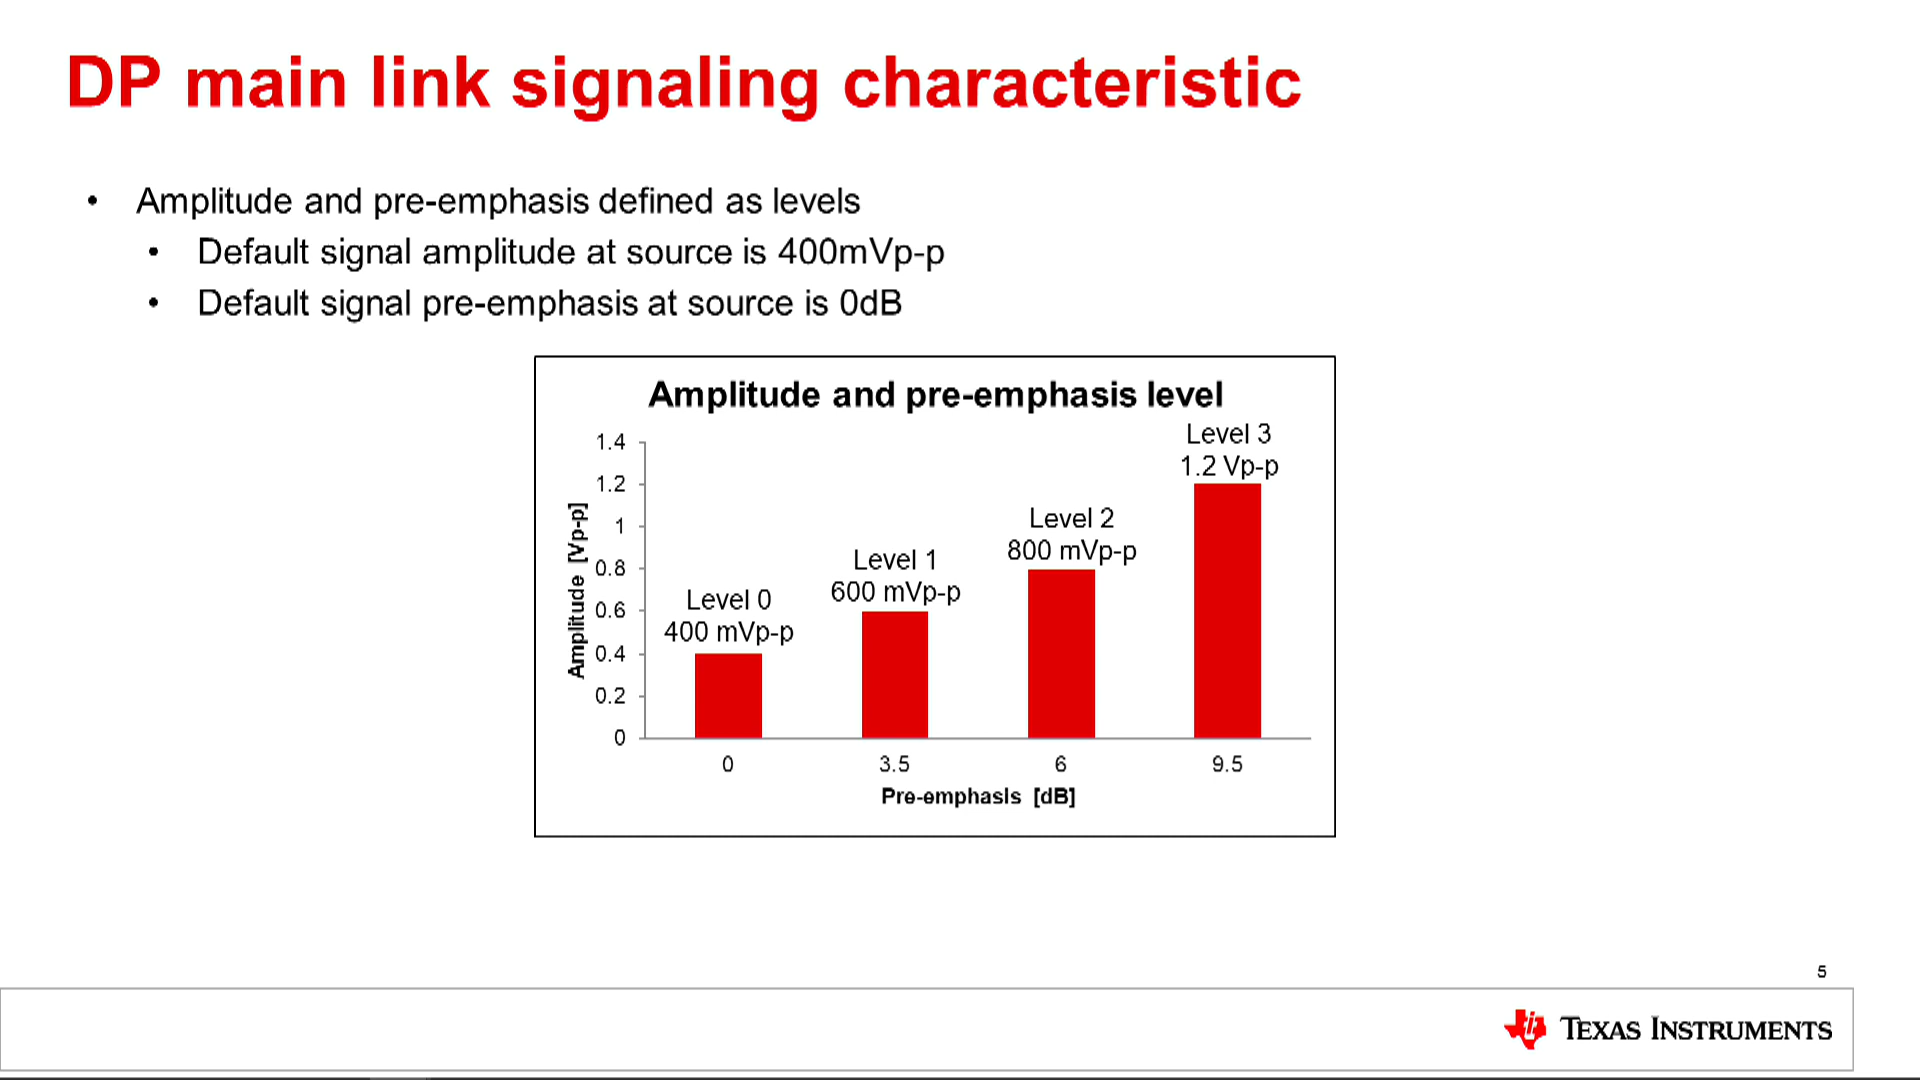 DP main link signaling characteristic
• Amplitude and pre-emphasis defined as levels
• Default signal amplitude at source is 400mVp-p
• Default signal pre-emphasis at source is 0dB
Amplitude and pre-emphasis level
Amplitude [Vp-p]
1.4
1.2
1
0.8
0.6
0.4
0.2
0
Level 0
400 mVp-p
Level 1
600 mVp-p
Level 2
800 mVp-p
Level 3
1.2 Vp-p
0 3.5 6 9.5
Pre-emphasis [dB]
5
TEXAS INSTRUMENTS